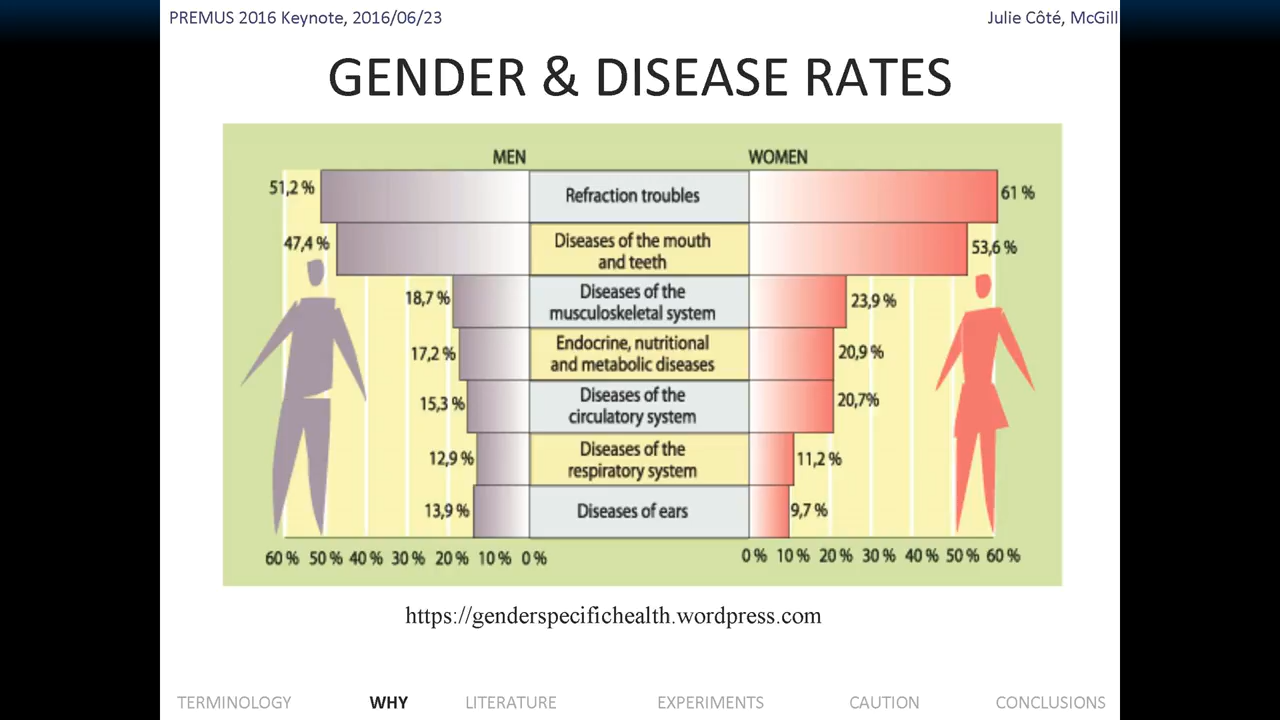 PREMUS 2016 Keynote, 2016/06/23
Julie Côté, McGill
GENDER & DISEASE RATES
MEN
WOMEN
51,2 %
Refraction troubles
61 %
47,4 %
Diseases of the mouth
and teeth
53,6 %
18,7 %
Diseases of the
musculoskeletal system
23,9 %
17,2 %
Endocrine, nutritional
and metabolic diseases
20,9 %
15,3 %
Diseases of the
circulatory system
20,7%
12,9 %
Diseases of the
respiratory system
11,2 %
13,9 %
Diseases of ears
9,7 %
60 % 50 % 40 % 30 % 20 % 10 % 0 %
0 % 10 % 20 % 30 % 40 % 50 % 60 %
https://genderspecifichealth.wordpress.com
TERMINOLOGY WHY LITERATURE EXPERIMENTS CAUTION CONCLUSIONS